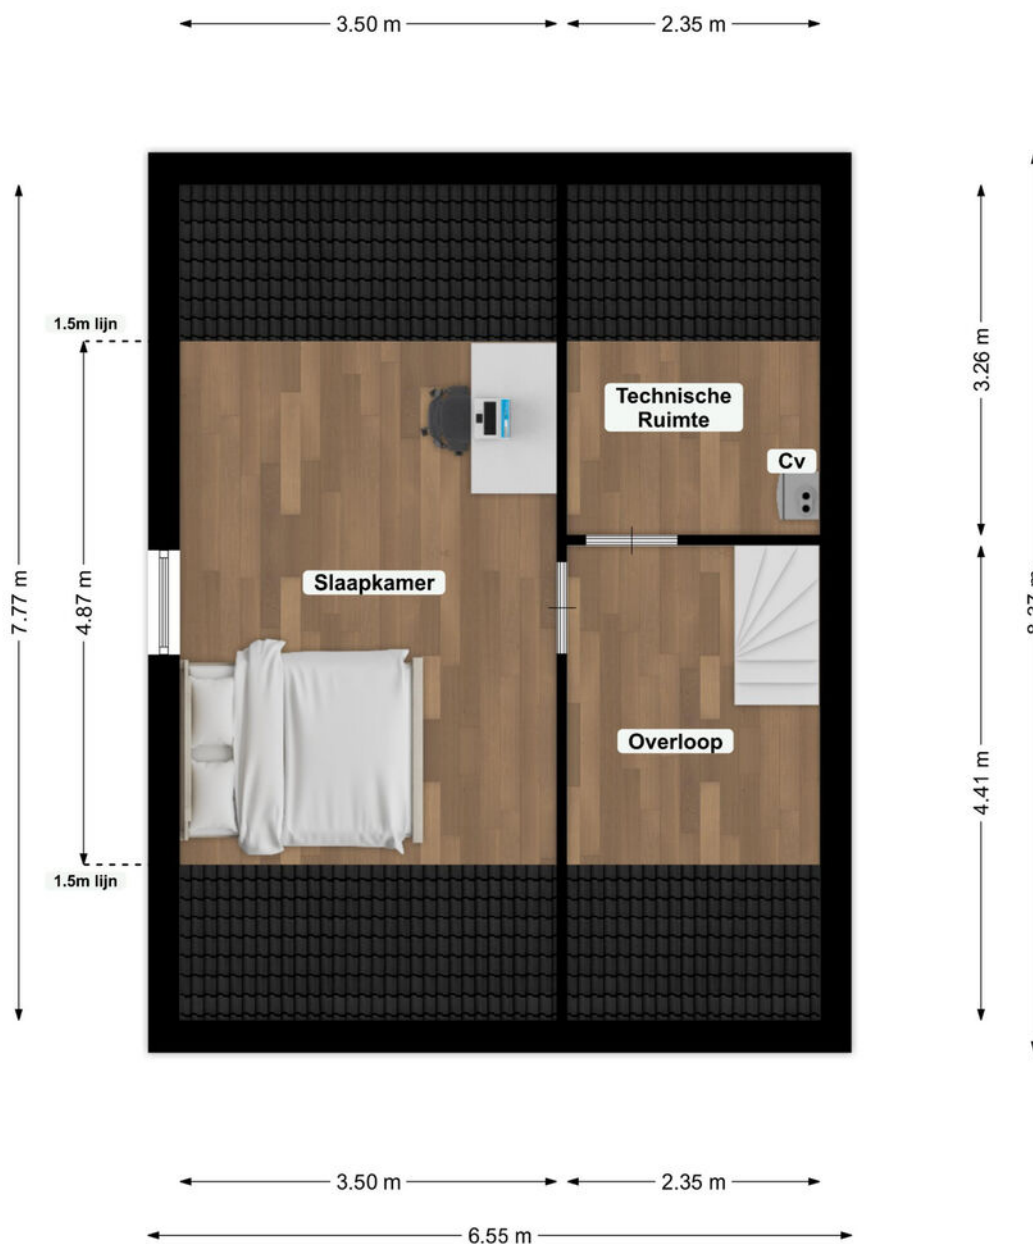 3.50 m
2.35 m
1.5m lijn
7.77 m
4.87 m
3.26 m
Technische
Ruimte
Cv
Slaapkamer
Overloop
4.41 m
1.5m lijn
3.50 m
2.35 m
6.55 m